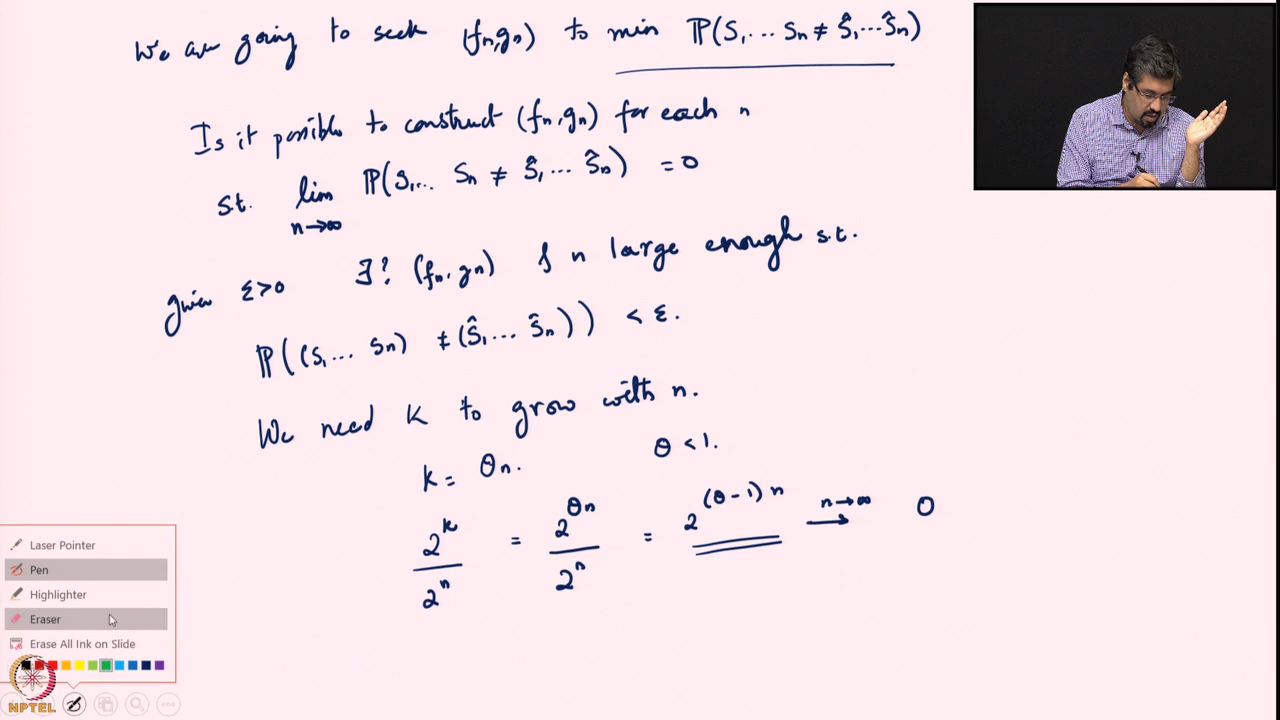 We are going to seek (fn,gn) to min ℙ(S1... Sn ≠ Ŝ1...Ŝn)
Is it possible to construct (fn,gn) for each n
s.t. lim n→∞ ℙ(S1... Sn ≠ Ŝ1... Ŝn) = 0
given ε>0 ∃? (fn,gn) & n large enough s.t.
ℙ((S1... Sn) ≠ (Ŝ1... Ŝn)) < ε.
We need k to grow with n.
k = θn. θ < 1.
2^k / 2^n = 2^θn / 2^n = 2^(θ-1)n n→∞ → 0
Laser Pointer
Pen
Highlighter
Eraser
Erase All Ink on Slide
NPTEL